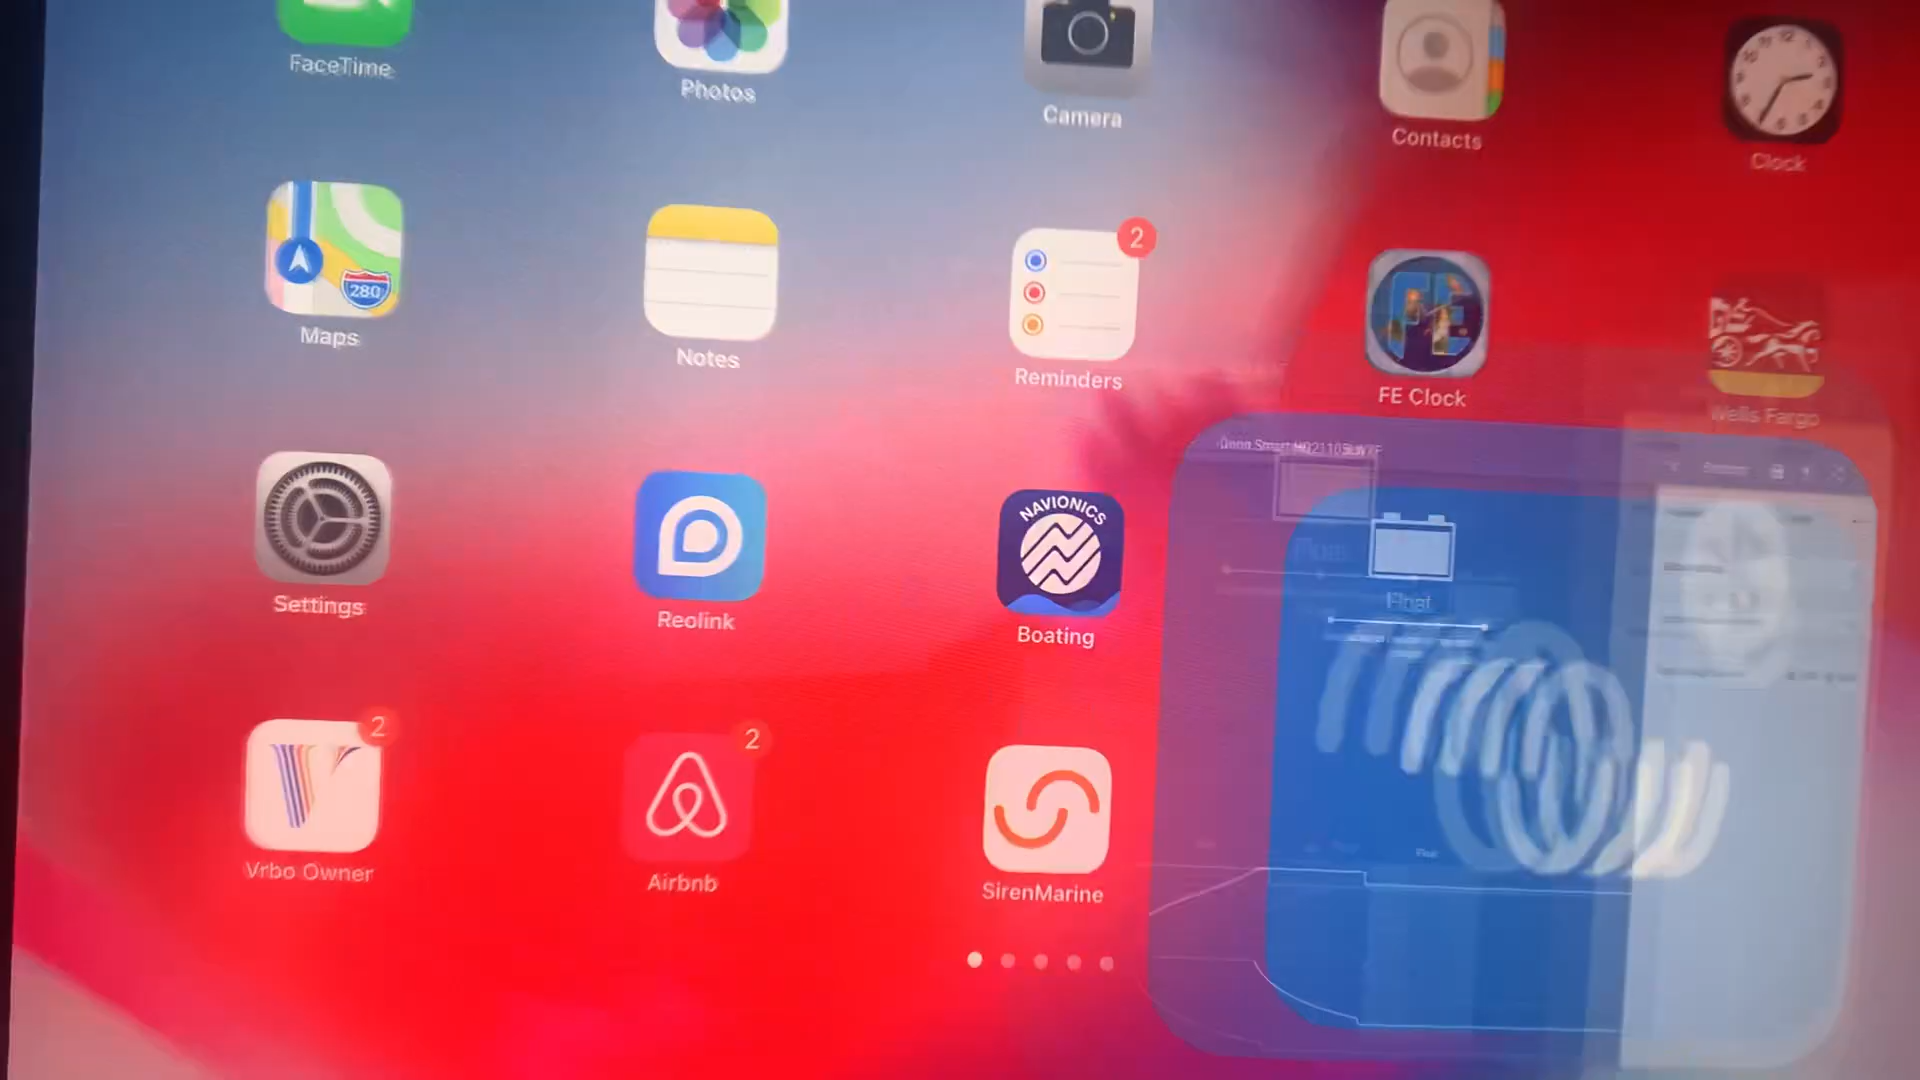 FaceTime
Photos
Camera
Contacts
Clock
280
Maps
Notes
2
Reminders
FE
FE Clock
Wells Fargo
Settings
Reolink
NAVIONICS
Boating
Float
2
Vrbo Owner
2
Airbnb
SirenMarine